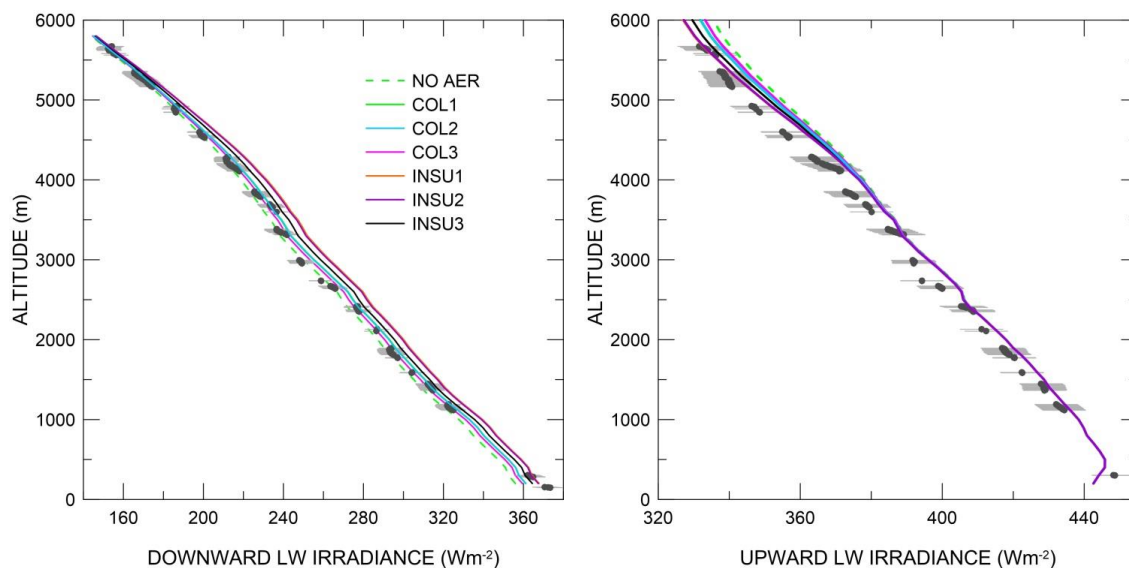 6000
5000
4000
3000
2000
1000
0
ALTITUDE (m)
160 200 240 280 320 360
DOWNWARD LW IRRADIANCE (Wm-2)
NO AER
COL1
COL2
COL3
INSU1
INSU2
INSU3
6000
5000
4000
3000
2000
1000
0
ALTITUDE (m)
320 360 400 440
UPWARD LW IRRADIANCE (Wm-2)